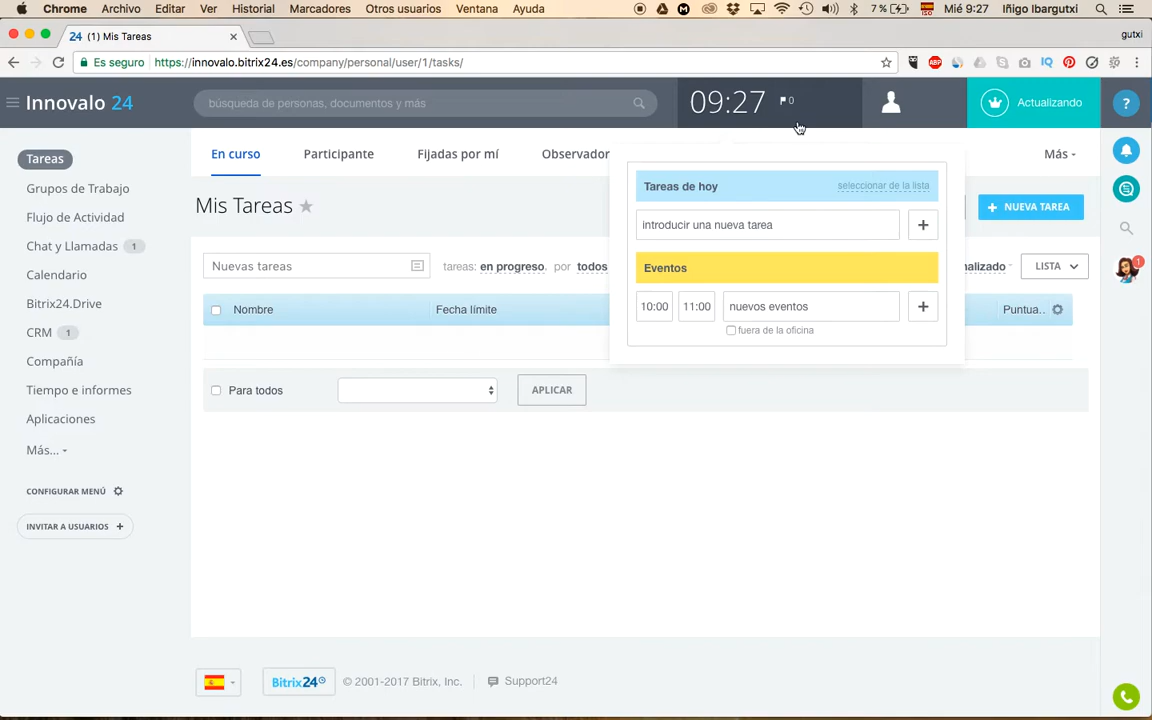 Chrome Archivo Editar Ver Historial Marcadores Otros usuarios Ventana Ayuda 7 % Mié 9:27 Iñigo Ibargutxi
24 (1) Mis Tareas gutxi
Es seguro https://innovalo.bitrix24.es/company/personal/user/1/tasks/
Innovalo 24
búsqueda de personas, documentos y más
09:27 0
Actualizando
?
Tareas
Grupos de Trabajo
Flujo de Actividad
Chat y Llamadas 1
Calendario
Bitrix24.Drive
CRM 1
Compañía
Tiempo e informes
Aplicaciones
Más...
CONFIGURAR MENÚ
INVITAR A USUARIOS +
En curso Participante Fijadas por mí Observador Más
Mis Tareas
+ NUEVA TAREA
Nuevas tareas
tareas: en progreso, por todos
LISTA
Nombre Fecha límite Puntua..
Para todos
APLICAR
Tareas de hoy seleccionar de la lista
introducir una nueva tarea +
Eventos
10:00 11:00 nuevos eventos +
fuera de la oficina
1
Bitrix24 © 2001-2017 Bitrix, Inc. Support24